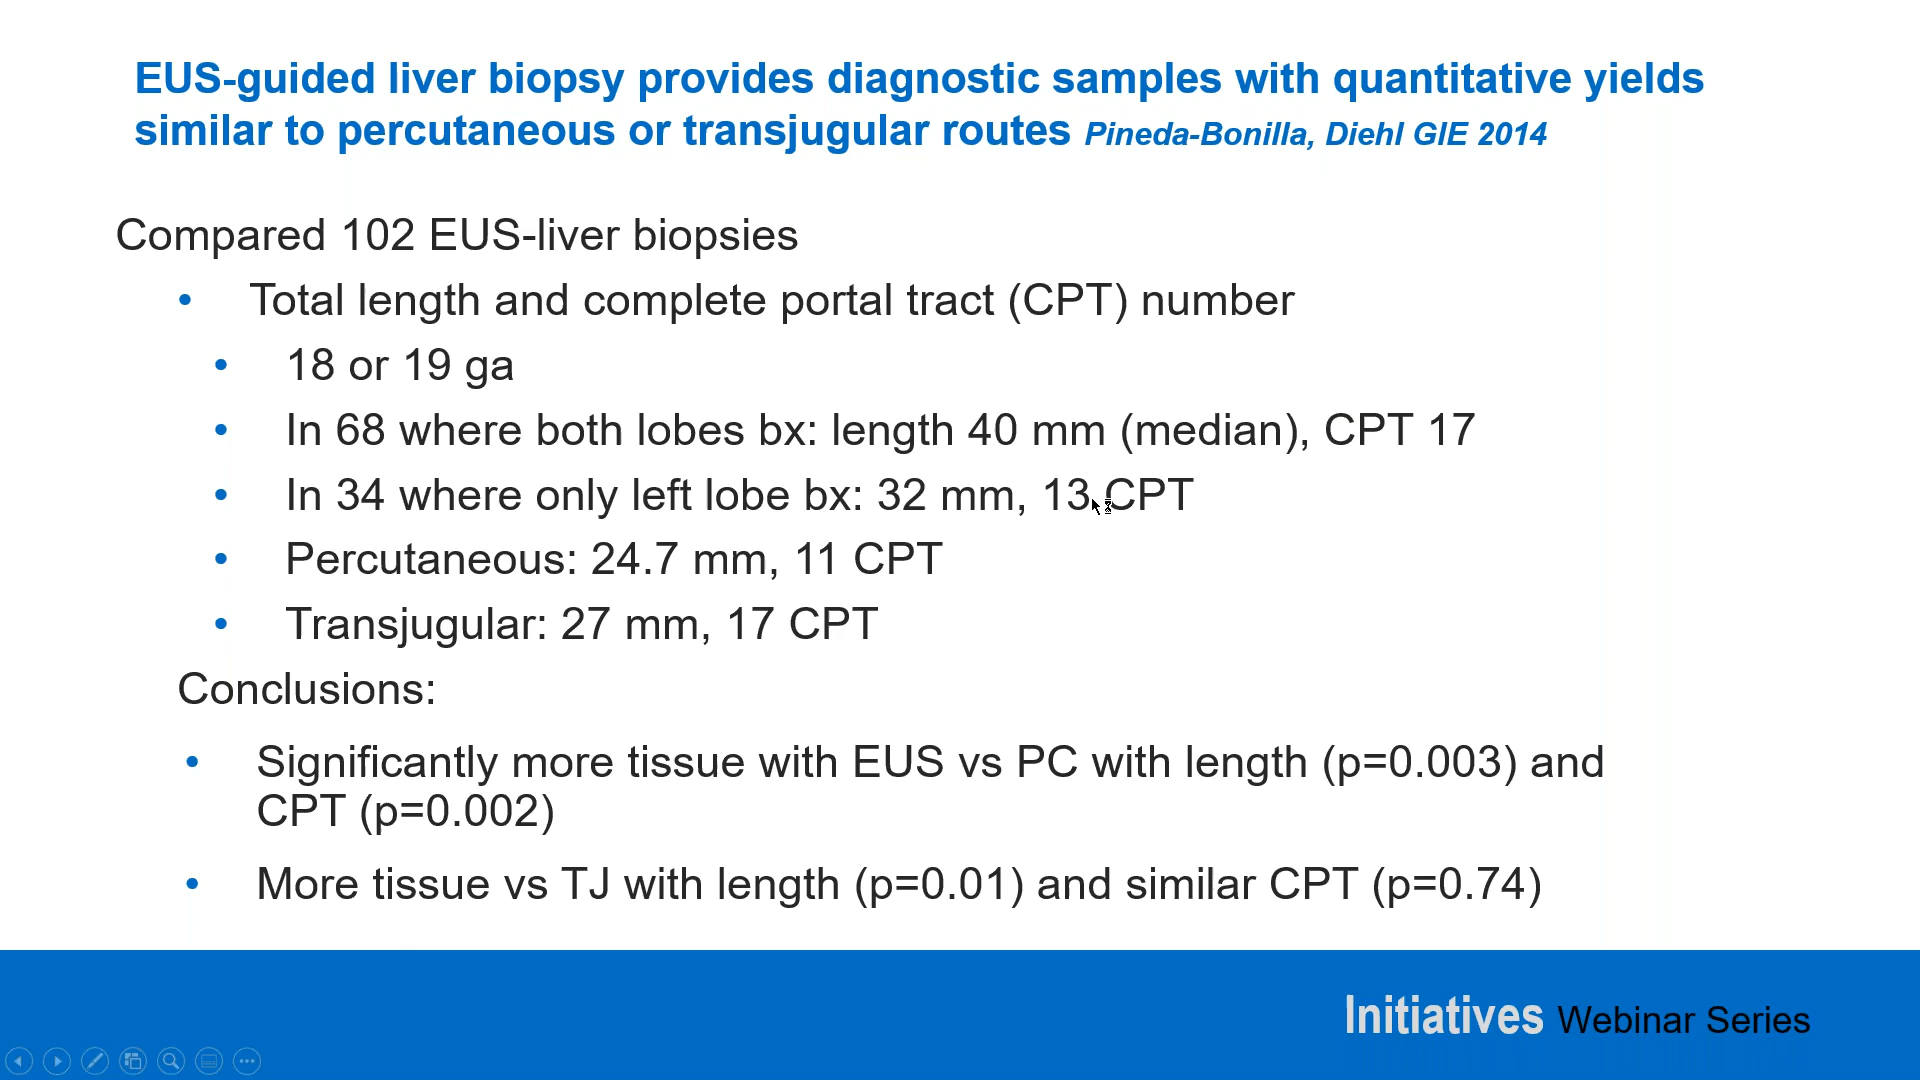 EUS-guided liver biopsy provides diagnostic samples with quantitative yields
similar to percutaneous or transjugular routes Pineda-Bonilla, Diehl GIE 2014
Compared 102 EUS-liver biopsies
• Total length and complete portal tract (CPT) number
• 18 or 19 ga
• In 68 where both lobes bx: length 40 mm (median), CPT 17
• In 34 where only left lobe bx: 32 mm, 13 CPT
• Percutaneous: 24.7 mm, 11 CPT
• Transjugular: 27 mm, 17 CPT
Conclusions:
• Significantly more tissue with EUS vs PC with length (p=0.003) and
CPT (p=0.002)
• More tissue vs TJ with length (p=0.01) and similar CPT (p=0.74)
Initiatives Webinar Series